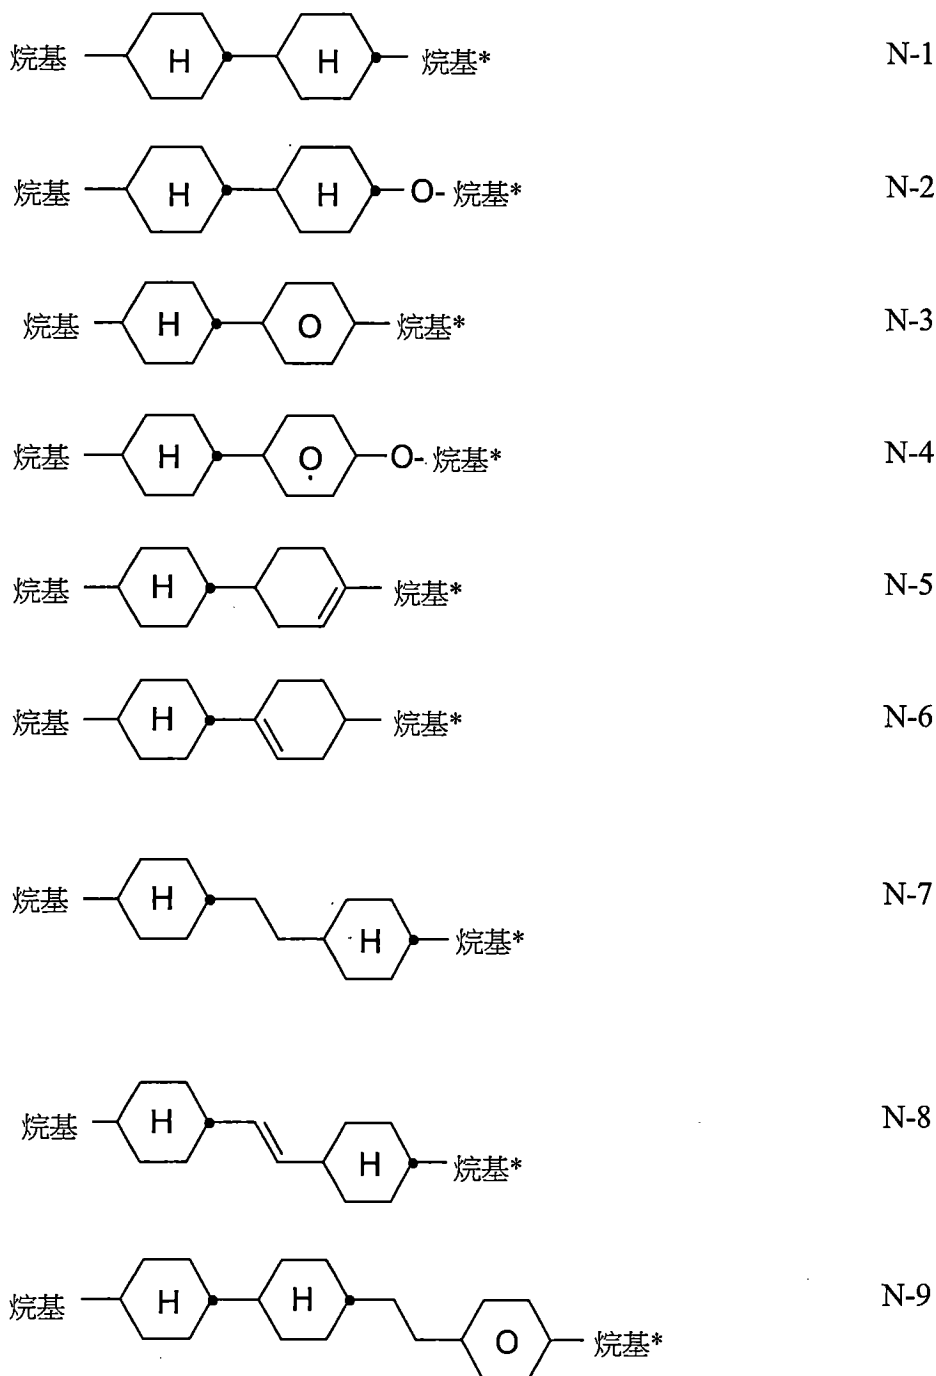 烷基 H H 烷基* N-1
烷基 H H O- 烷基* N-2
烷基 H O 烷基* N-3
烷基 H O O- 烷基* N-4
烷基 H 烷基* N-5
烷基 H 烷基* N-6
烷基 H H 烷基* N-7
烷基 H H 烷基* N-8
烷基 H H O 烷基* N-9